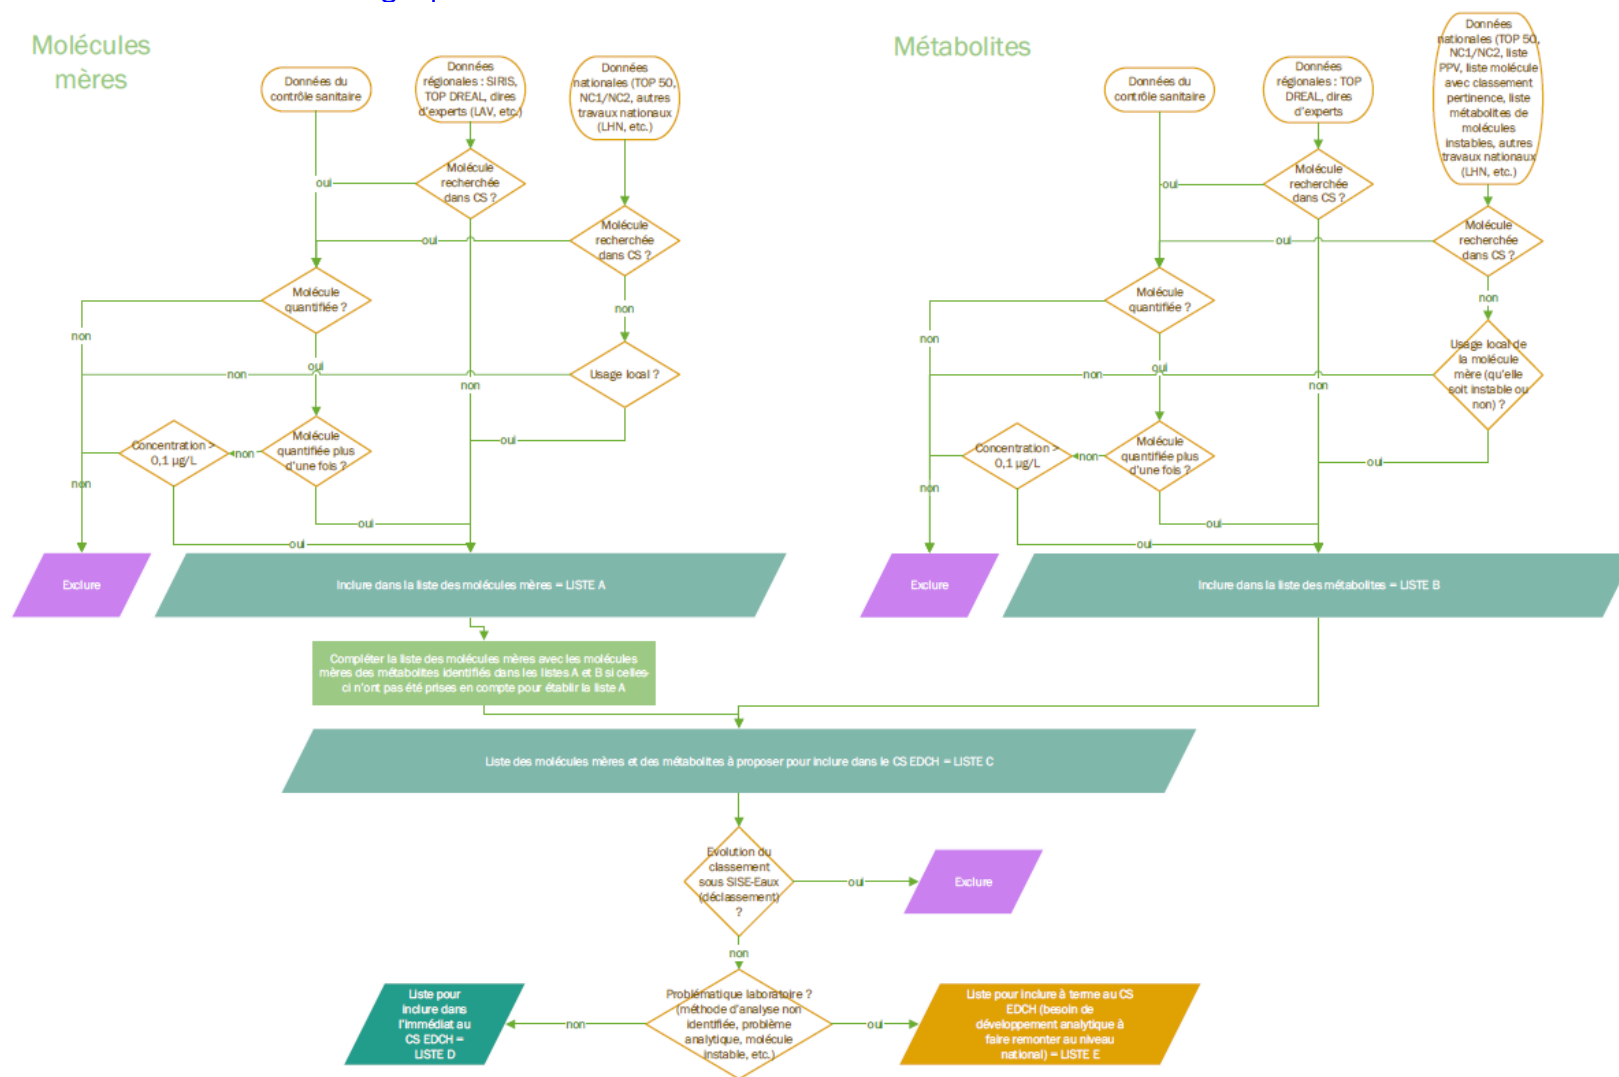 Molécules
mères
Données du
contrôle sanitaire
Données
régionales : SIRIS,
TOP DREAL, dires
d'experts (LAV, etc.)
Données
nationales (TOP 50,
NC1/NC2, autres
travaux nationaux
(LHN, etc.)
Molécule
recherchée
dans CS ?
oui
Molécule
recherchée
dans CS ?
oui
Molécule
quantifiée ?
non
non
oui
Usage local ?
non
non
oui
Molécule
quantifiée plus
d'une fois ?
non
Concentration >
0,1 µg/L
non
oui
oui
Exclure
Inclure dans la liste des molécules mères = LISTE A
Métabolites
Données du
contrôle sanitaire
Données
régionales : TOP
DREAL, dires
d'experts
Données
nationales (TOP 50,
NC1/NC2, liste
PPV, liste molécule
avec classement
pertinence, liste
métabolites de
molécules
instables, autres
travaux nationaux
(LHN, etc.)
Molécule
recherchée
dans CS ?
oui
Molécule
recherchée
dans CS ?
oui
Molécule
quantifiée ?
non
non
oui
Usage local de
la molécule
mère (qu'elle
soit instable ou
non) ?
non
non
oui
Molécule
quantifiée plus
d'une fois ?
non
Concentration >
0,1 µg/L
non
oui
oui
Exclure
Inclure dans la liste des métabolites = LISTE B
Compléter la liste des molécules mères avec les molécules
mères des métabolites identifiés dans les listes A et B si celles-
ci n'ont pas été prises en compte pour établir la liste A
Liste des molécules mères et des métabolites à proposer pour inclure dans le CS EDCH = LISTE C
Evolution du
classement
sous SISE-Eaux
(déclassement)
?
oui
Exclure
non
Problématique laboratoire ?
(méthode d'analyse non
identifiée, problème
analytique, molécule
instable, etc.)
non
Liste pour
inclure dans
l'immédiat au
CS EDCH =
LISTE D
oui
Liste pour inclure à terme au CS
EDCH (besoin de
développement analytique à
faire remonter au niveau
national) = LISTE E